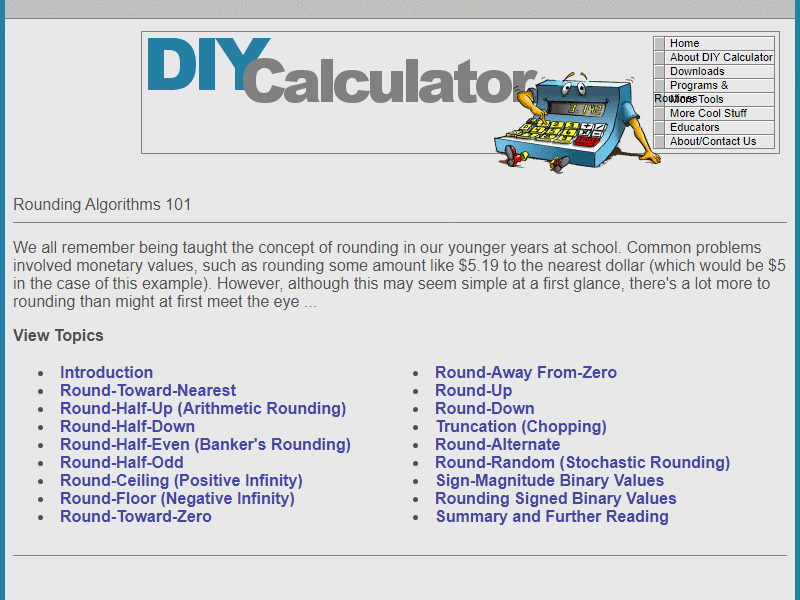 DIY Calculator
3.142
Home
About DIY Calculator
Downloads
Programs &
Routines
More Tools
More Cool Stuff
Educators
About/Contact Us
Rounding Algorithms 101
We all remember being taught the concept of rounding in our younger years at school. Common problems
involved monetary values, such as rounding some amount like $5.19 to the nearest dollar (which would be $5
in the case of this example). However, although this may seem simple at a first glance, there's a lot more to
rounding than might at first meet the eye ...
View Topics
Introduction
Round-Toward-Nearest
Round-Half-Up (Arithmetic Rounding)
Round-Half-Down
Round-Half-Even (Banker's Rounding)
Round-Half-Odd
Round-Ceiling (Positive Infinity)
Round-Floor (Negative Infinity)
Round-Toward-Zero
Round-Away From-Zero
Round-Up
Round-Down
Truncation (Chopping)
Round-Alternate
Round-Random (Stochastic Rounding)
Sign-Magnitude Binary Values
Rounding Signed Binary Values
Summary and Further Reading